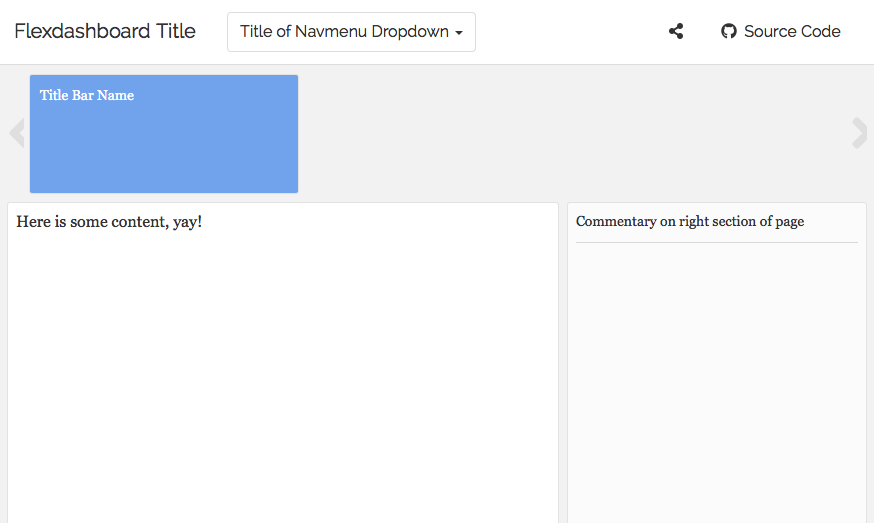 Flexdashboard Title
Title of Navmenu Dropdown
Source Code
Title Bar Name
Here is some content, yay!
Commentary on right section of page